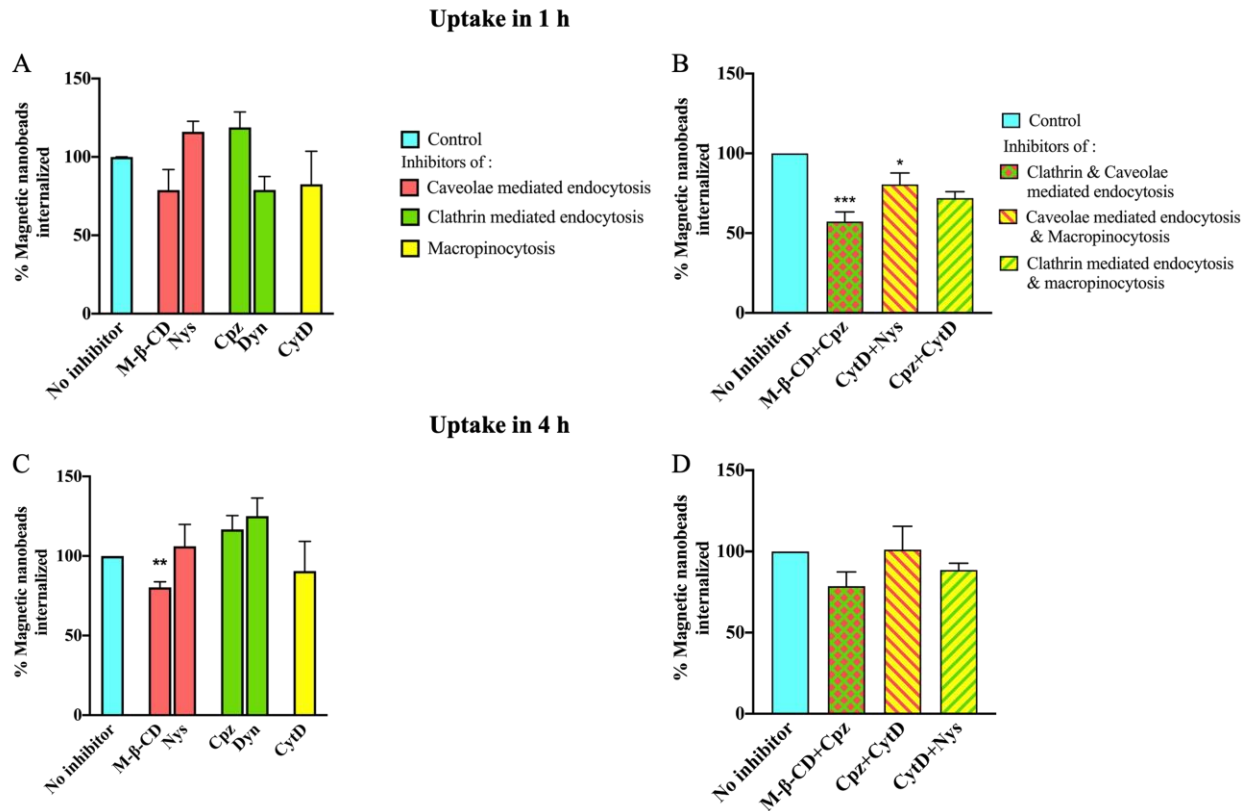 Uptake in 1 h
A
% Magnetic nanobeads
internalized
150
100
50
0
No inhibitor
M-β-CD
Nys
Cpz
Dyn
CytD
Control
Inhibitors of :
Caveolae mediated endocytosis
Clathrin mediated endocytosis
Macropinocytosis
B
% Magnetic nanobeads
internalized
150
100
50
0
***
*
No Inhibitor
M-β-CD+Cpz
CytD+Nys
Cpz+CytD
Control
Inhibitors of :
Clathrin & Caveolae
mediated endocytosis
Caveolae mediated endocytosis
& Macropinocytosis
Clathrin mediated endocytosis
& macropinocytosis
Uptake in 4 h
C
% Magnetic nanobeads
internalized
150
100
50
0
**
No inhibitor
M-β-CD
Nys
Cpz
Dyn
CytD
D
% Magnetic nanobeads
internalized
150
100
50
0
No inhibitor
M-β-CD+Cpz
Cpz+CytD
CytD+Nys